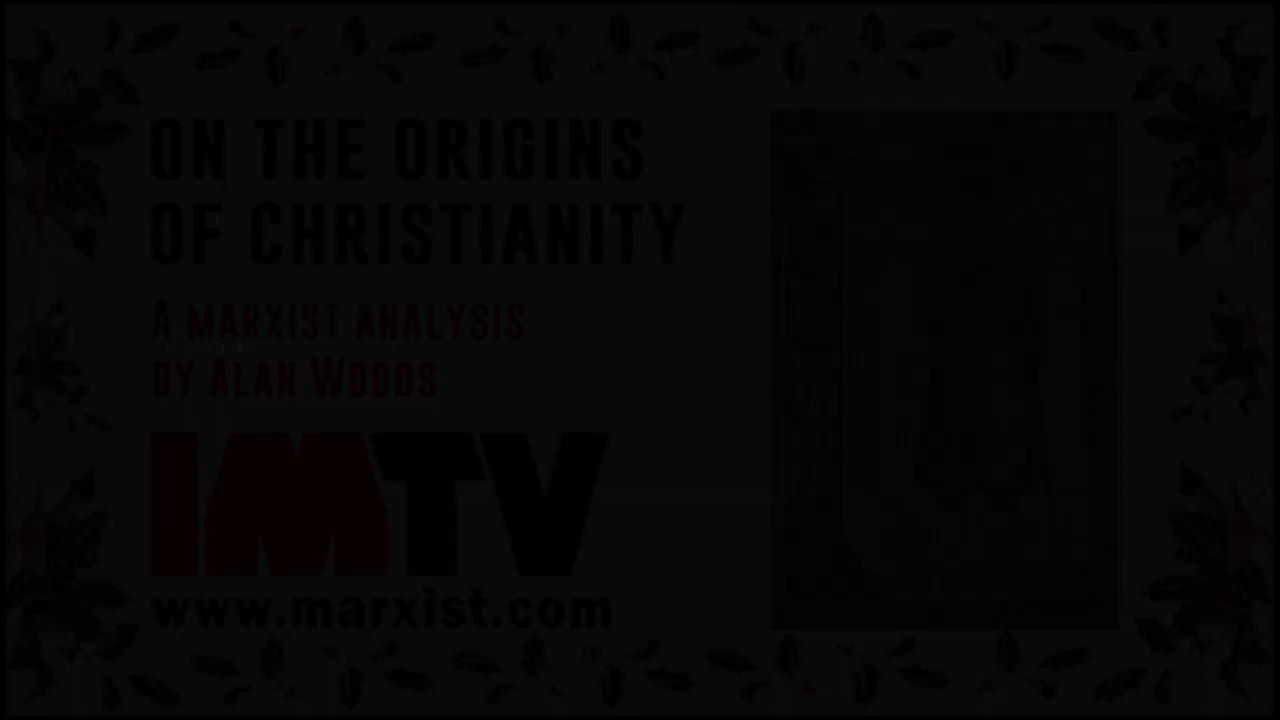 ON THE ORIGINS
OF CHRISTIANITY
A MARXIST ANALYSIS
BY ALAN WOODS
IMTV
www.marxist.com